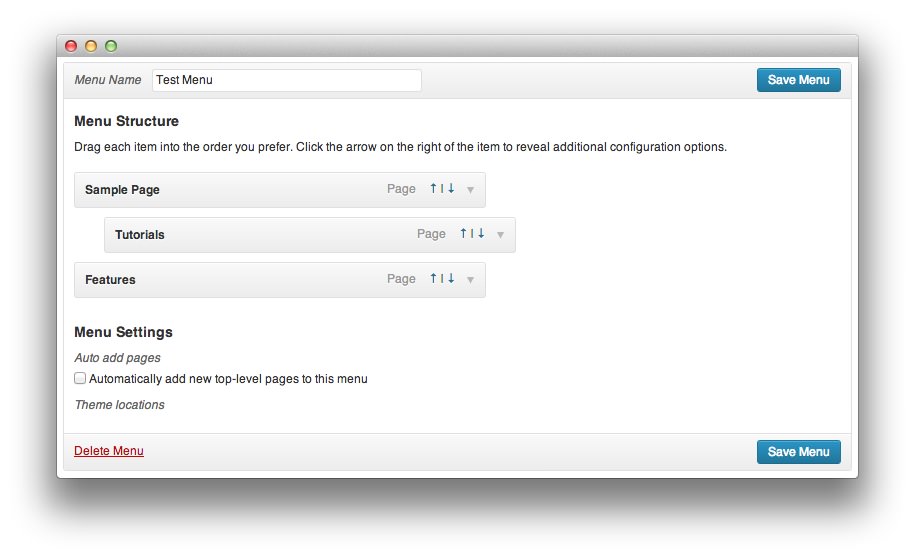 Menu Name Test Menu Save Menu
Menu Structure
Drag each item into the order you prefer. Click the arrow on the right of the item to reveal additional configuration options.
Sample Page Page ↑ | ↓ ▼
Tutorials Page ↑ | ↓ ▼
Features Page ↑ | ↓ ▼
Menu Settings
Auto add pages
Automatically add new top-level pages to this menu
Theme locations
Delete Menu Save Menu